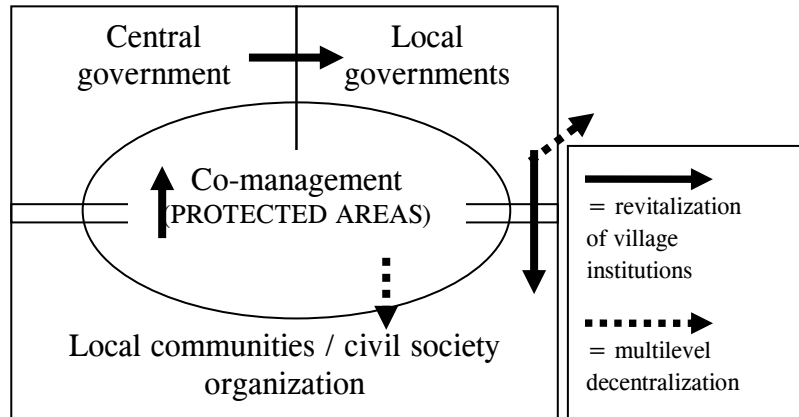 Central
government
Local
governments
Co-management
(PROTECTED AREAS)
Local communities / civil society
organization
= revitalization
of village
institutions
= multilevel
decentralization